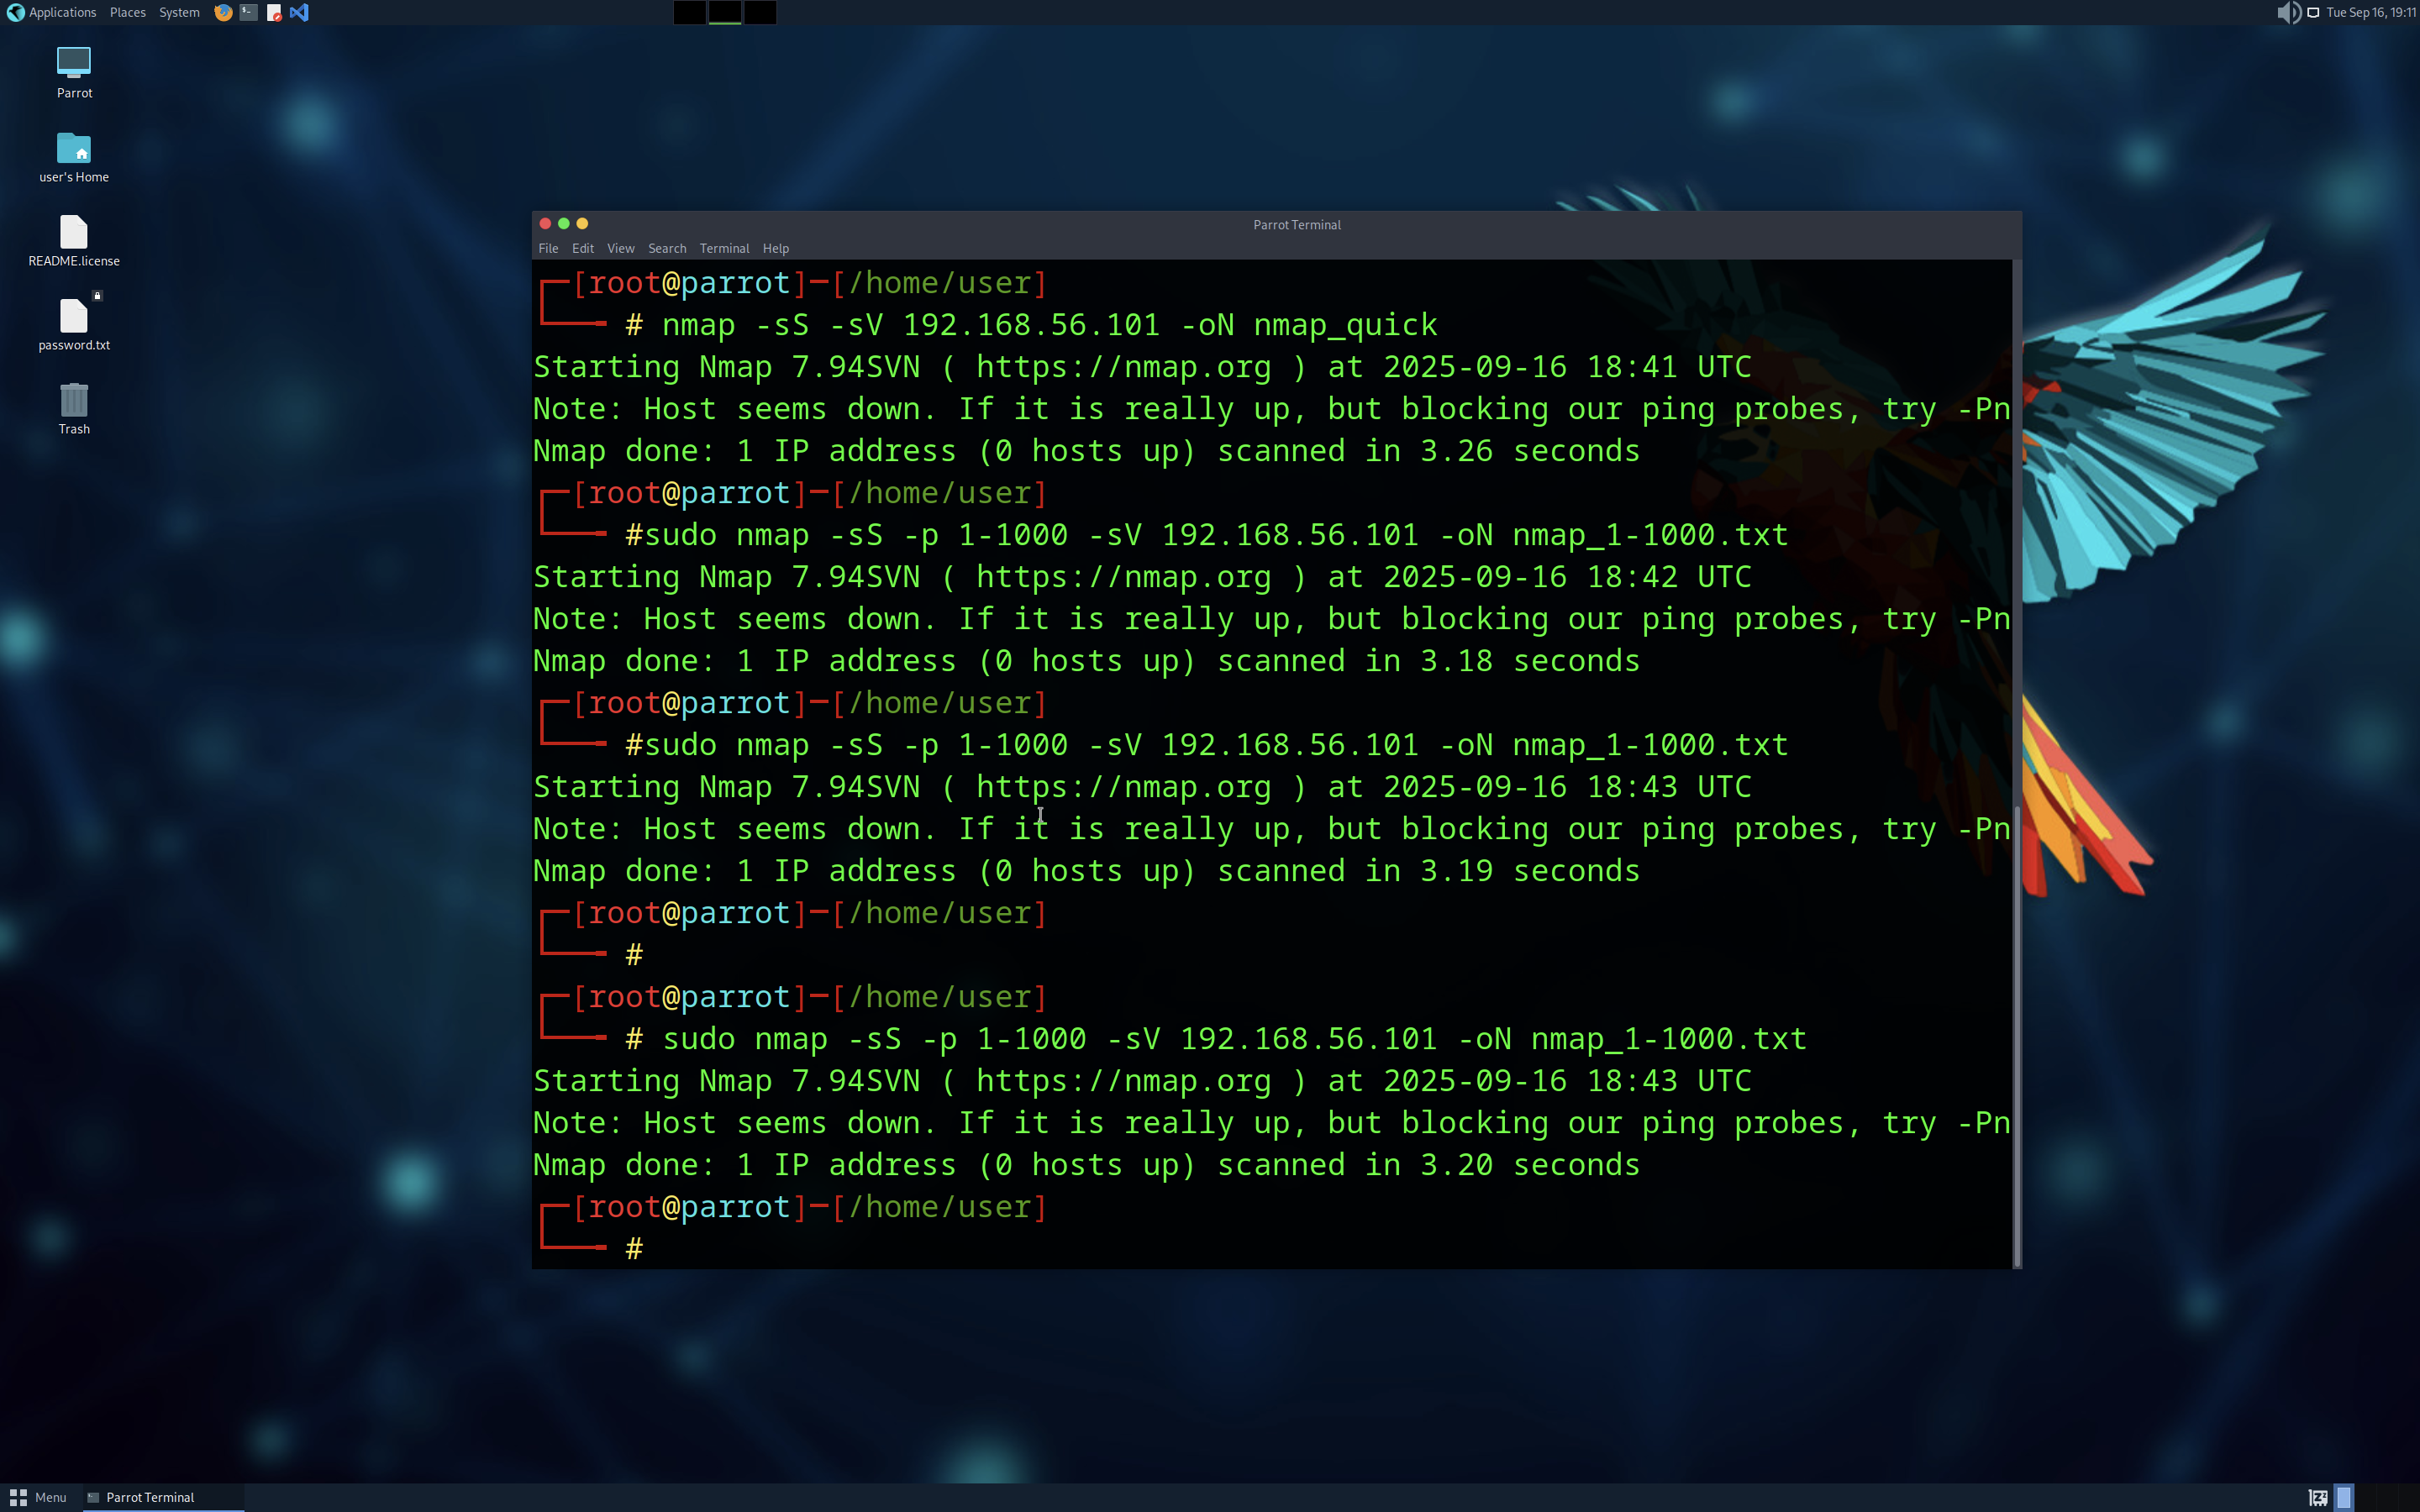 Applications Places System
Tue Sep 16, 19:11
Parrot
user's Home
README.license
password.txt
Trash
Parrot Terminal
File Edit View Search Terminal Help
[root@parrot]─[/home/user]
# nmap -sS -sV 192.168.56.101 -oN nmap_quick
Starting Nmap 7.94SVN ( https://nmap.org ) at 2025-09-16 18:41 UTC
Note: Host seems down. If it is really up, but blocking our ping probes, try -Pn
Nmap done: 1 IP address (0 hosts up) scanned in 3.26 seconds
[root@parrot]─[/home/user]
#sudo nmap -sS -p 1-1000 -sV 192.168.56.101 -oN nmap_1-1000.txt
Starting Nmap 7.94SVN ( https://nmap.org ) at 2025-09-16 18:42 UTC
Note: Host seems down. If it is really up, but blocking our ping probes, try -Pn
Nmap done: 1 IP address (0 hosts up) scanned in 3.18 seconds
[root@parrot]─[/home/user]
#sudo nmap -sS -p 1-1000 -sV 192.168.56.101 -oN nmap_1-1000.txt
Starting Nmap 7.94SVN ( https://nmap.org ) at 2025-09-16 18:43 UTC
Note: Host seems down. If it is really up, but blocking our ping probes, try -Pn
Nmap done: 1 IP address (0 hosts up) scanned in 3.19 seconds
[root@parrot]─[/home/user]
#
[root@parrot]─[/home/user]
# sudo nmap -sS -p 1-1000 -sV 192.168.56.101 -oN nmap_1-1000.txt
Starting Nmap 7.94SVN ( https://nmap.org ) at 2025-09-16 18:43 UTC
Note: Host seems down. If it is really up, but blocking our ping probes, try -Pn
Nmap done: 1 IP address (0 hosts up) scanned in 3.20 seconds
[root@parrot]─[/home/user]
#
Menu Parrot Terminal